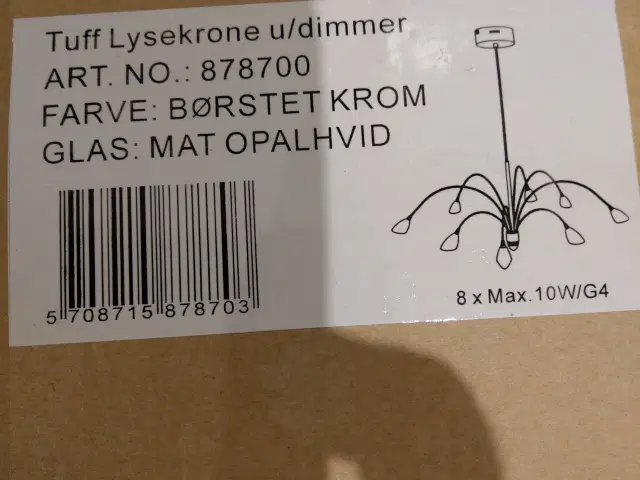 Tuff Lysekrone u/dimmer
ART. NO.: 878700
FARVE: BØRSTET KROM
GLAS: MAT OPALHVID
8 x Max.10W/G4
5 708715 878703